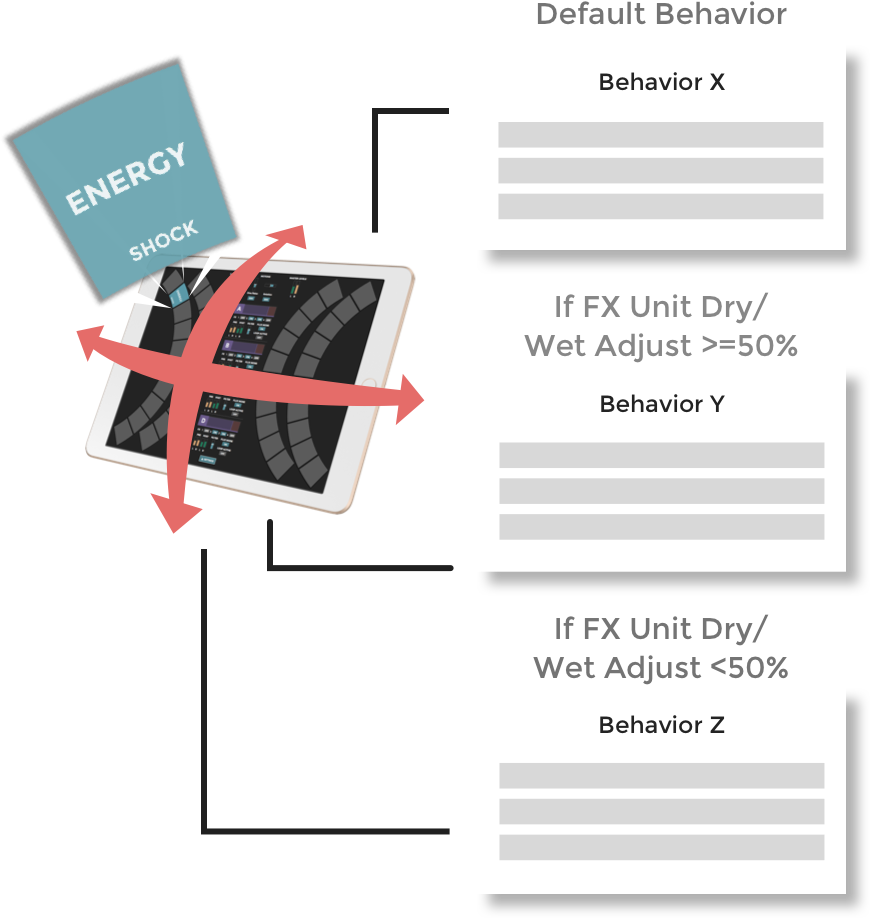 Default Behavior
Behavior X
ENERGY
SHOCK
If FX Unit Dry/
Wet Adjust >=50%
Behavior Y
A
B
D
If FX Unit Dry/
Wet Adjust <50%
Behavior Z